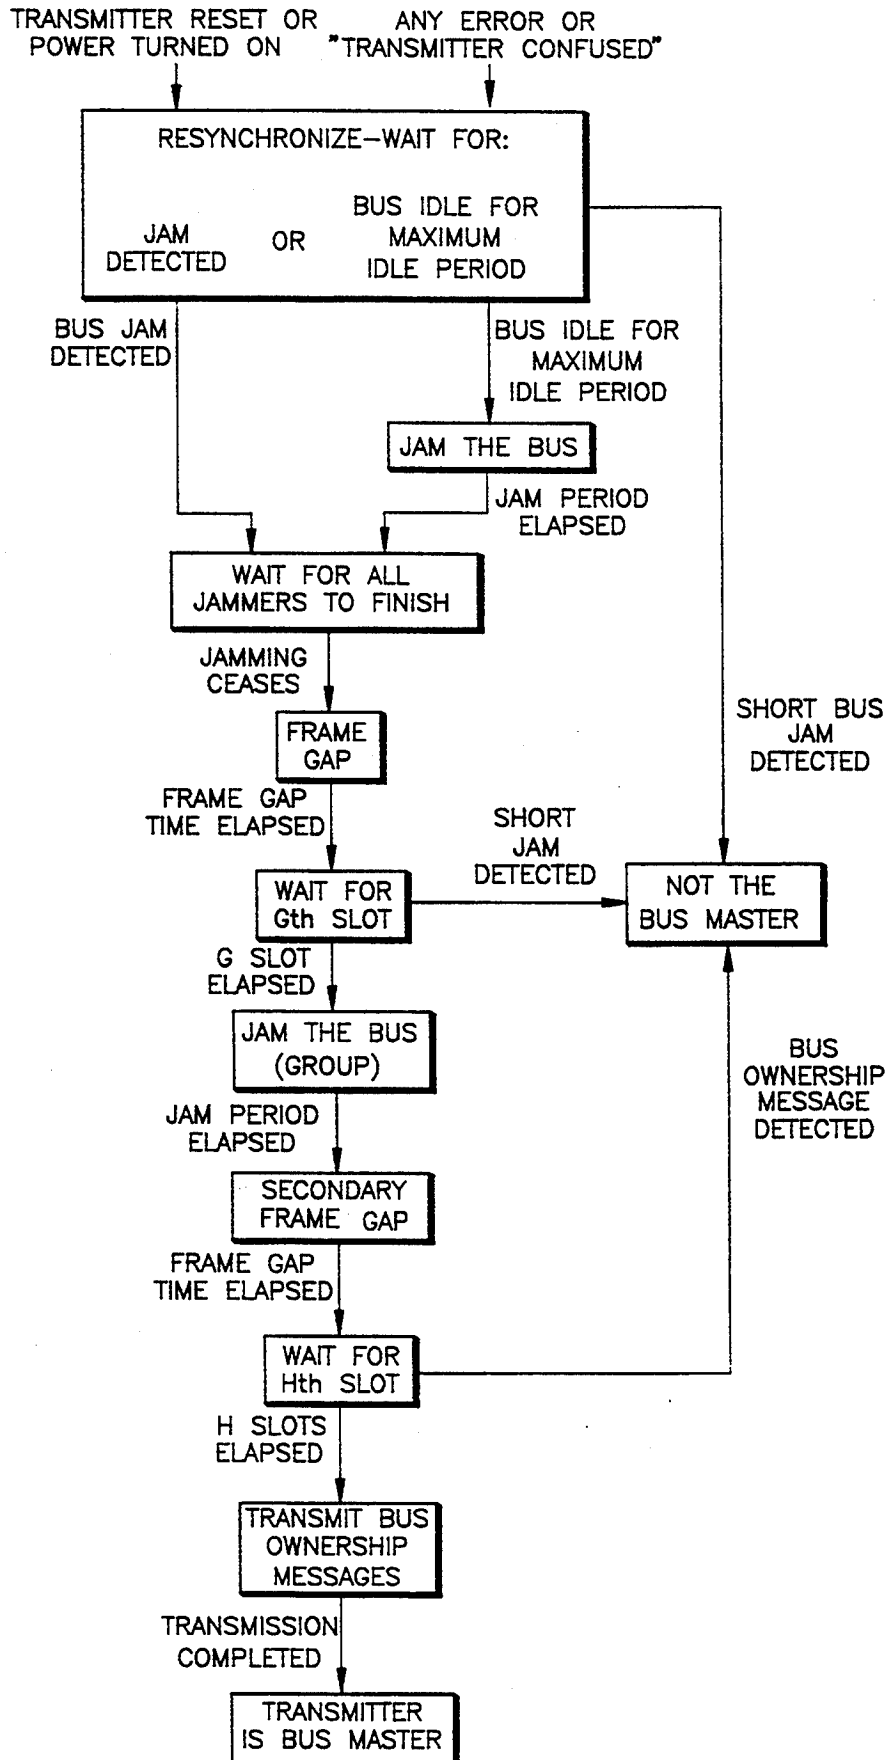 TRANSMITTER RESET OR
POWER TURNED ON
ANY ERROR OR
"TRANSMITTER CONFUSED"
RESYNCHRONIZE-WAIT FOR:
JAM
DETECTED
OR
BUS IDLE FOR
MAXIMUM
IDLE PERIOD
BUS JAM
DETECTED
BUS IDLE FOR
MAXIMUM
IDLE PERIOD
JAM THE BUS
JAM PERIOD
ELAPSED
WAIT FOR ALL
JAMMERS TO FINISH
JAMMING
CEASES
SHORT BUS
JAM
DETECTED
FRAME
GAP
FRAME GAP
TIME ELAPSED
SHORT
JAM
DETECTED
WAIT FOR
Gth SLOT
NOT THE
BUS MASTER
G SLOT
ELAPSED
JAM THE BUS
(GROUP)
BUS
OWNERSHIP
MESSAGE
DETECTED
JAM PERIOD
ELAPSED
SECONDARY
FRAME GAP
FRAME GAP
TIME ELAPSED
WAIT FOR
Hth SLOT
H SLOTS
ELAPSED
TRANSMIT BUS
OWNERSHIP
MESSAGES
TRANSMISSION
COMPLETED
TRANSMITTER
IS BUS MASTER